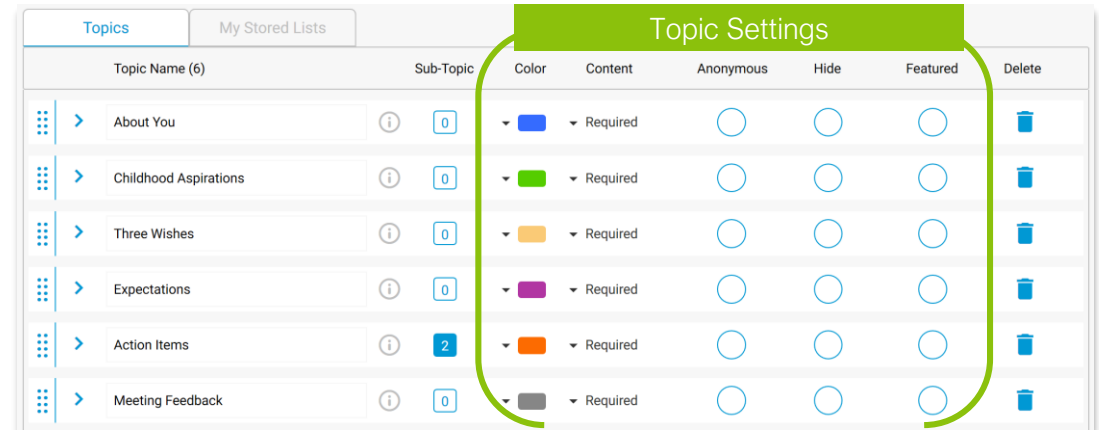 Topics My Stored Lists Topic Settings
Topic Name (6) Sub-Topic Color Content Anonymous Hide Featured Delete
About You 0 Required
Childhood Aspirations 0 Required
Three Wishes 0 Required
Expectations 0 Required
Action Items 2 Required
Meeting Feedback 0 Required